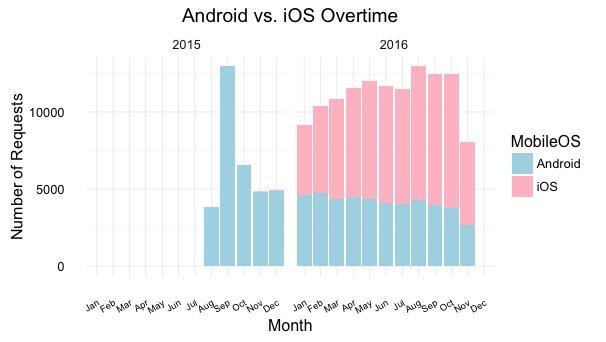 Android vs. iOS Overtime
2015
2016
Number of Requests
10000
5000
0
Jan Feb Mar Apr May Jun Jul Aug Sep Oct Nov Dec
Jan Feb Mar Apr May Jun Jul Aug Sep Oct Nov Dec
Month
MobileOS
Android
iOS